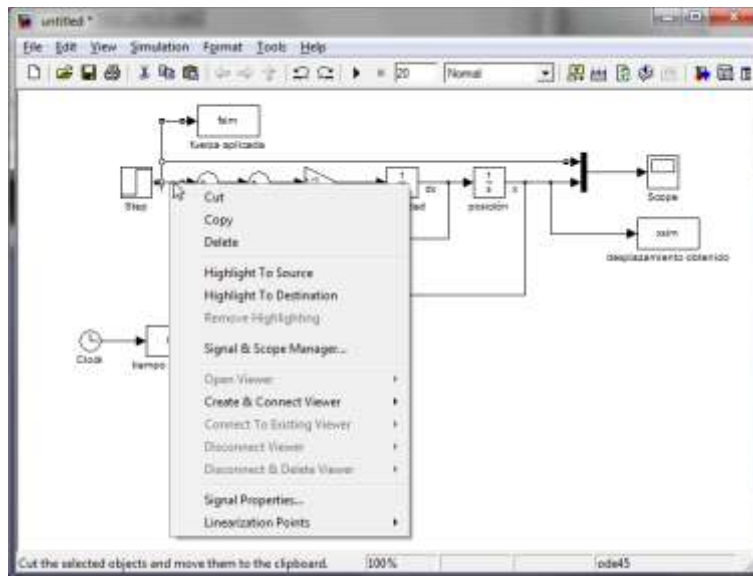 untitled *
File Edit View Simulation Format Tools Help
20 Normal
fsim
fuerza aplicada
Step
1
dx
1
s
x
posición
Scope
xsim
desplazamiento obtenido
Clock
tiempo
Cut
Copy
Delete
Highlight To Source
Highlight To Destination
Remove Highlighting
Signal & Scope Manager...
Open Viewer
Create & Connect Viewer
Connect To Existing Viewer
Disconnect Viewer
Disconnect & Delete Viewer
Signal Properties...
Linearization Points
Cut the selected objects and move them to the clipboard. 100% ode45